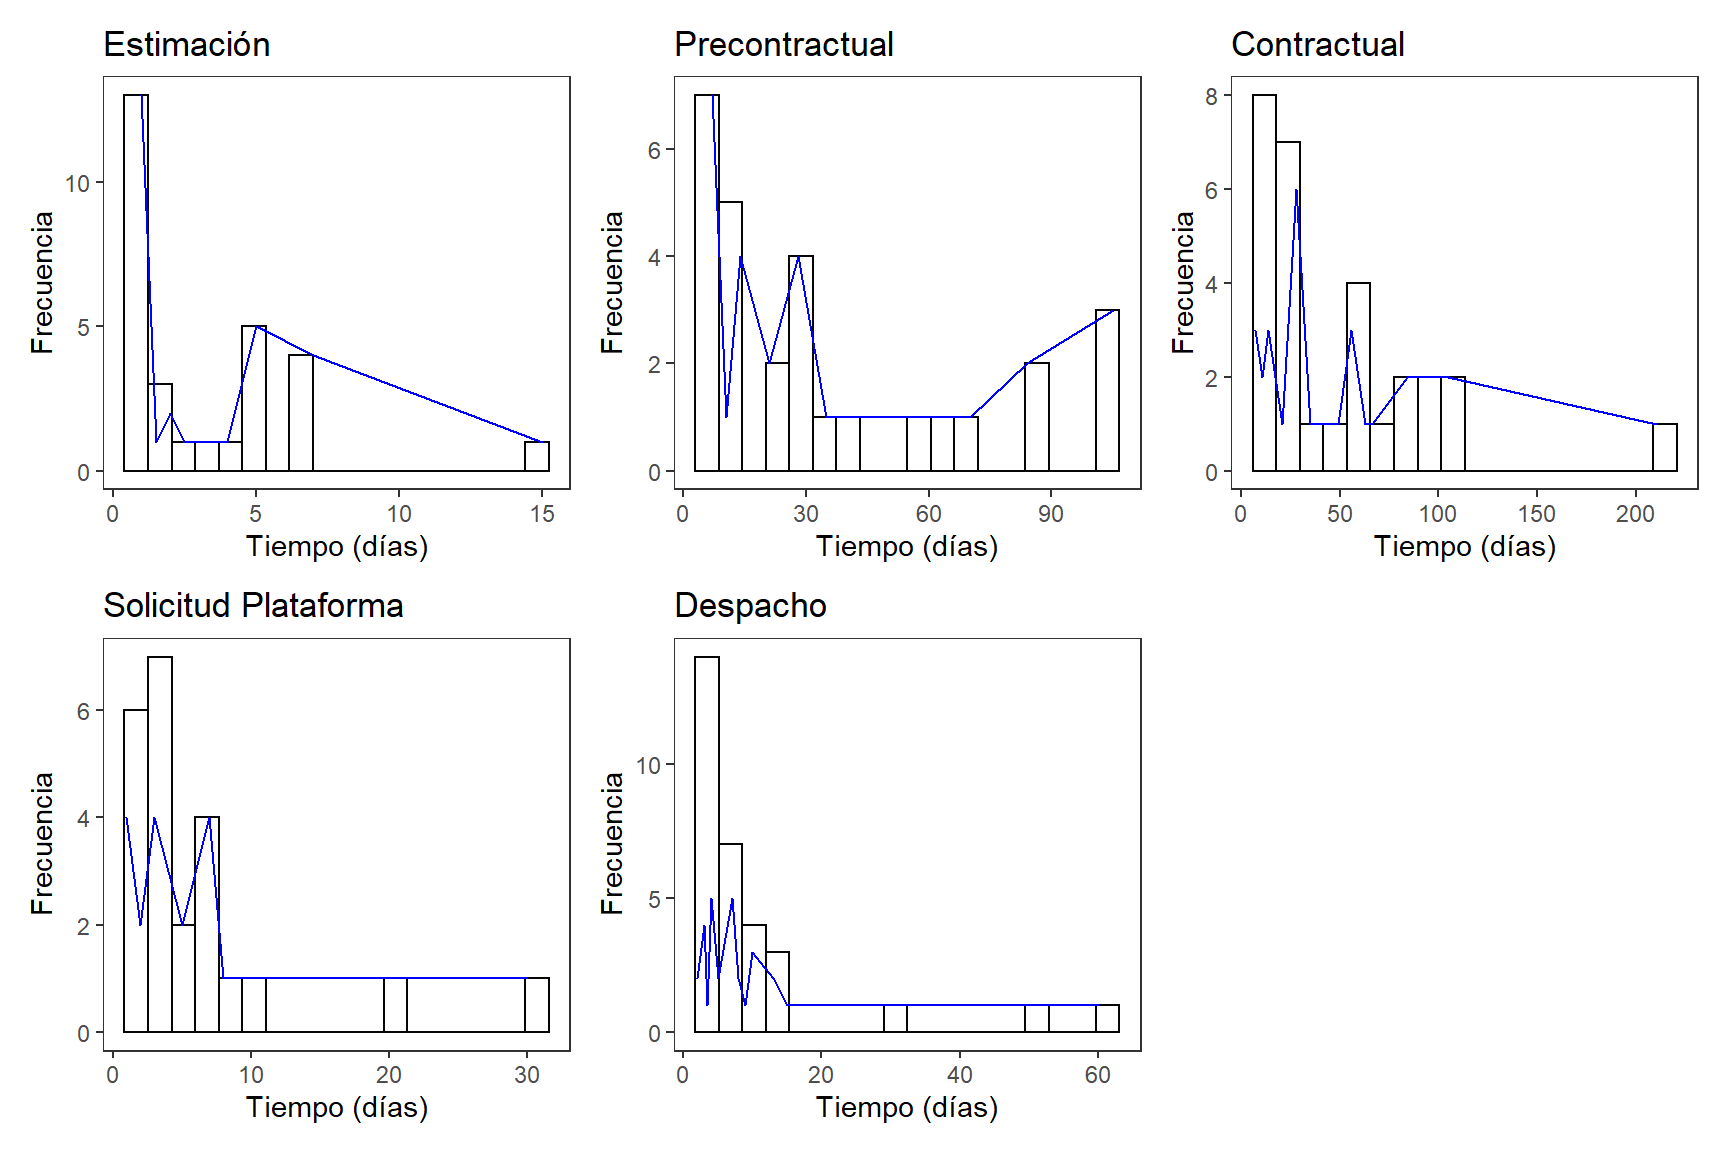 Estimación
Frecuencia
10
5
0
0 5 10 15
Tiempo (días)
Precontractual
Frecuencia
6
4
2
0
0 30 60 90
Tiempo (días)
Contractual
Frecuencia
8
6
4
2
0
0 50 100 150 200
Tiempo (días)
Solicitud Plataforma
Frecuencia
6
4
2
0
0 10 20 30
Tiempo (días)
Despacho
Frecuencia
10
5
0
0 20 40 60
Tiempo (días)